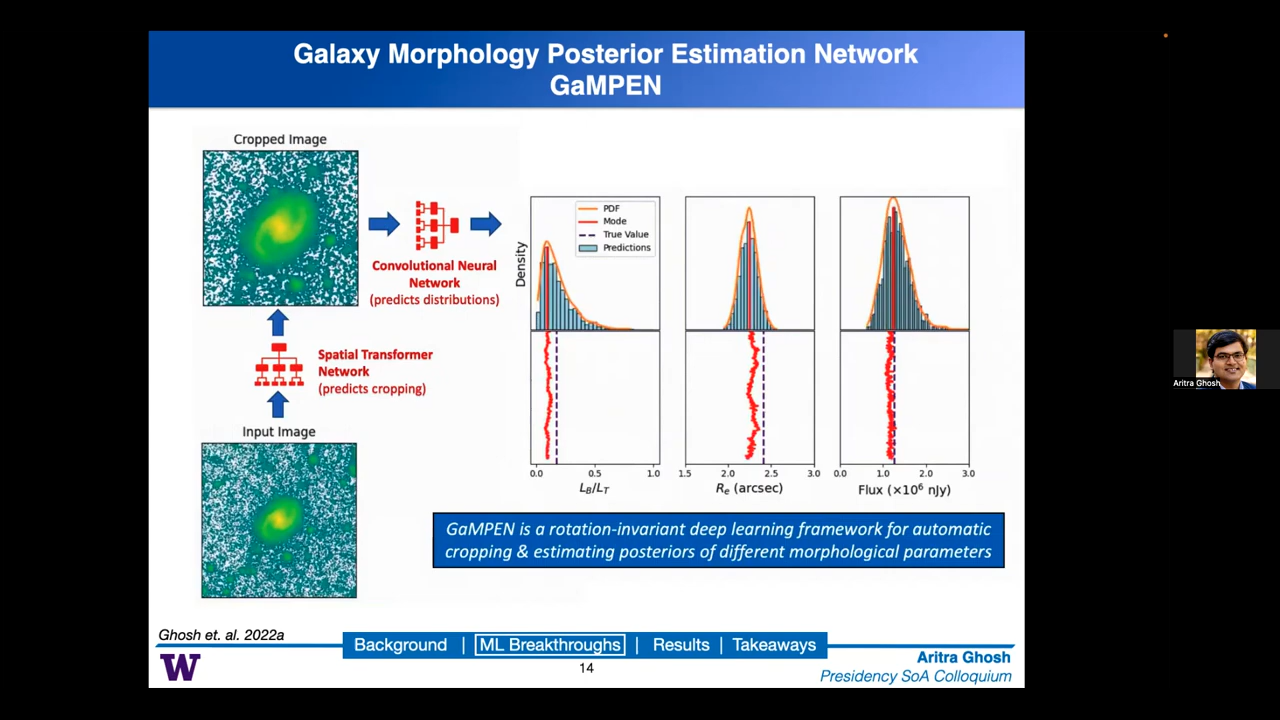 Galaxy Morphology Posterior Estimation Network
GaMPEN
Cropped Image
Convolutional Neural
Network
(predicts distributions)
Spatial Transformer
Network
(predicts cropping)
Input Image
Density
PDF
Mode
True Value
Predictions
0.0 0.5 1.0
L_B/L_T
1.5 2.0 2.5 3.0
R_e (arcsec)
0.0 1.0 2.0 3.0
Flux (×10⁶ nJy)
GaMPEN is a rotation-invariant deep learning framework for automatic
cropping & estimating posteriors of different morphological parameters
Ghosh et. al. 2022a
Background | ML Breakthroughs | Results | Takeaways
14
W
Aritra Ghosh
Presidency SoA Colloquium
Aritra Ghosh